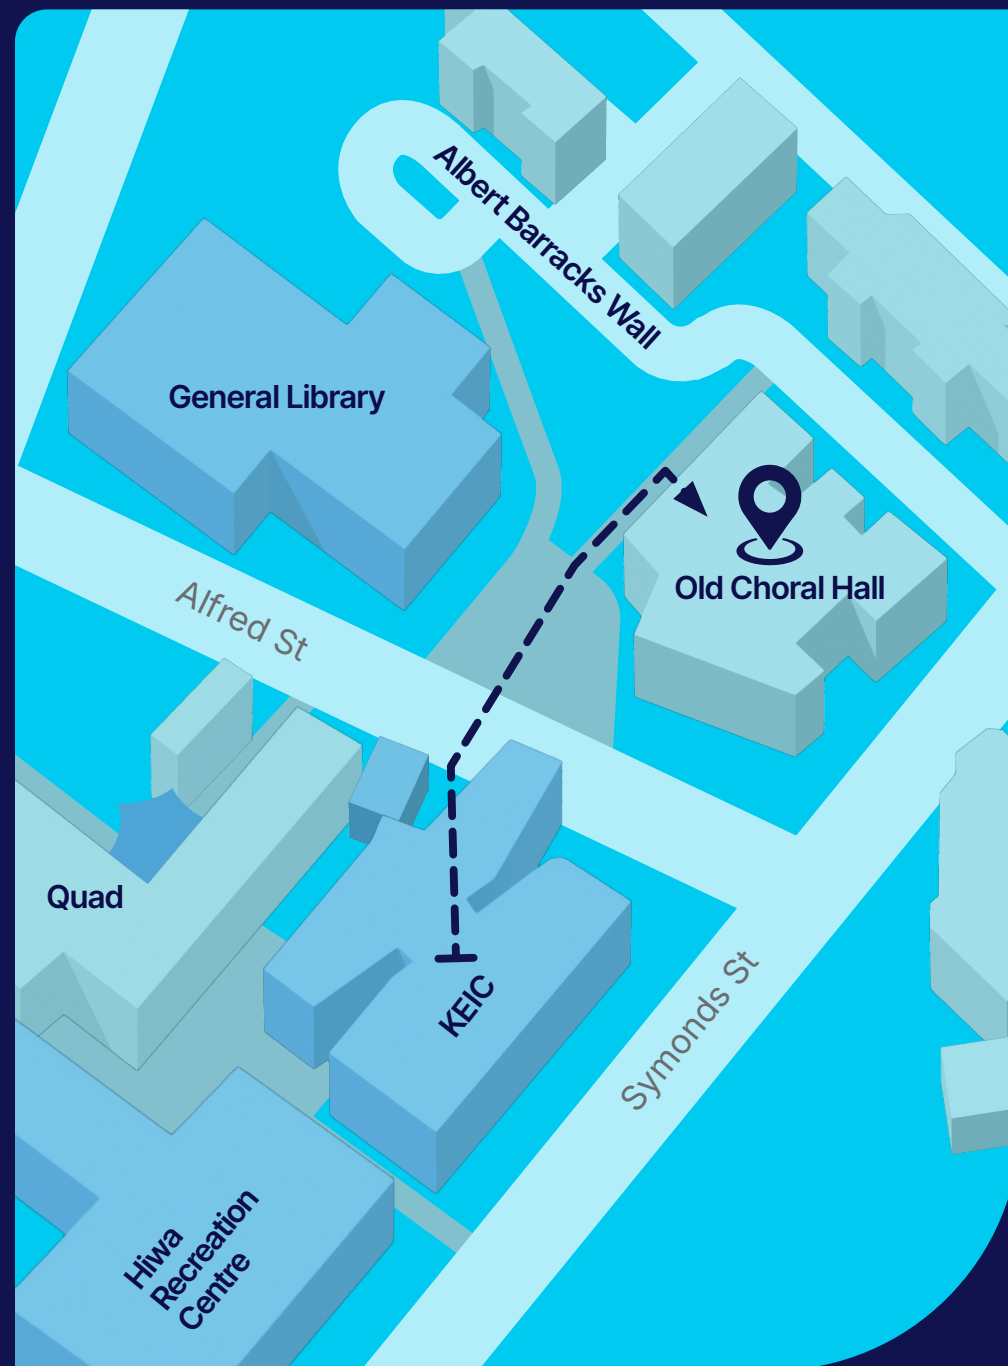 Albert Barracks Wall
General Library
Old Choral Hall
Alfred St
Quad
KEIC
Symonds St
Hiwa
Recreation
Centre